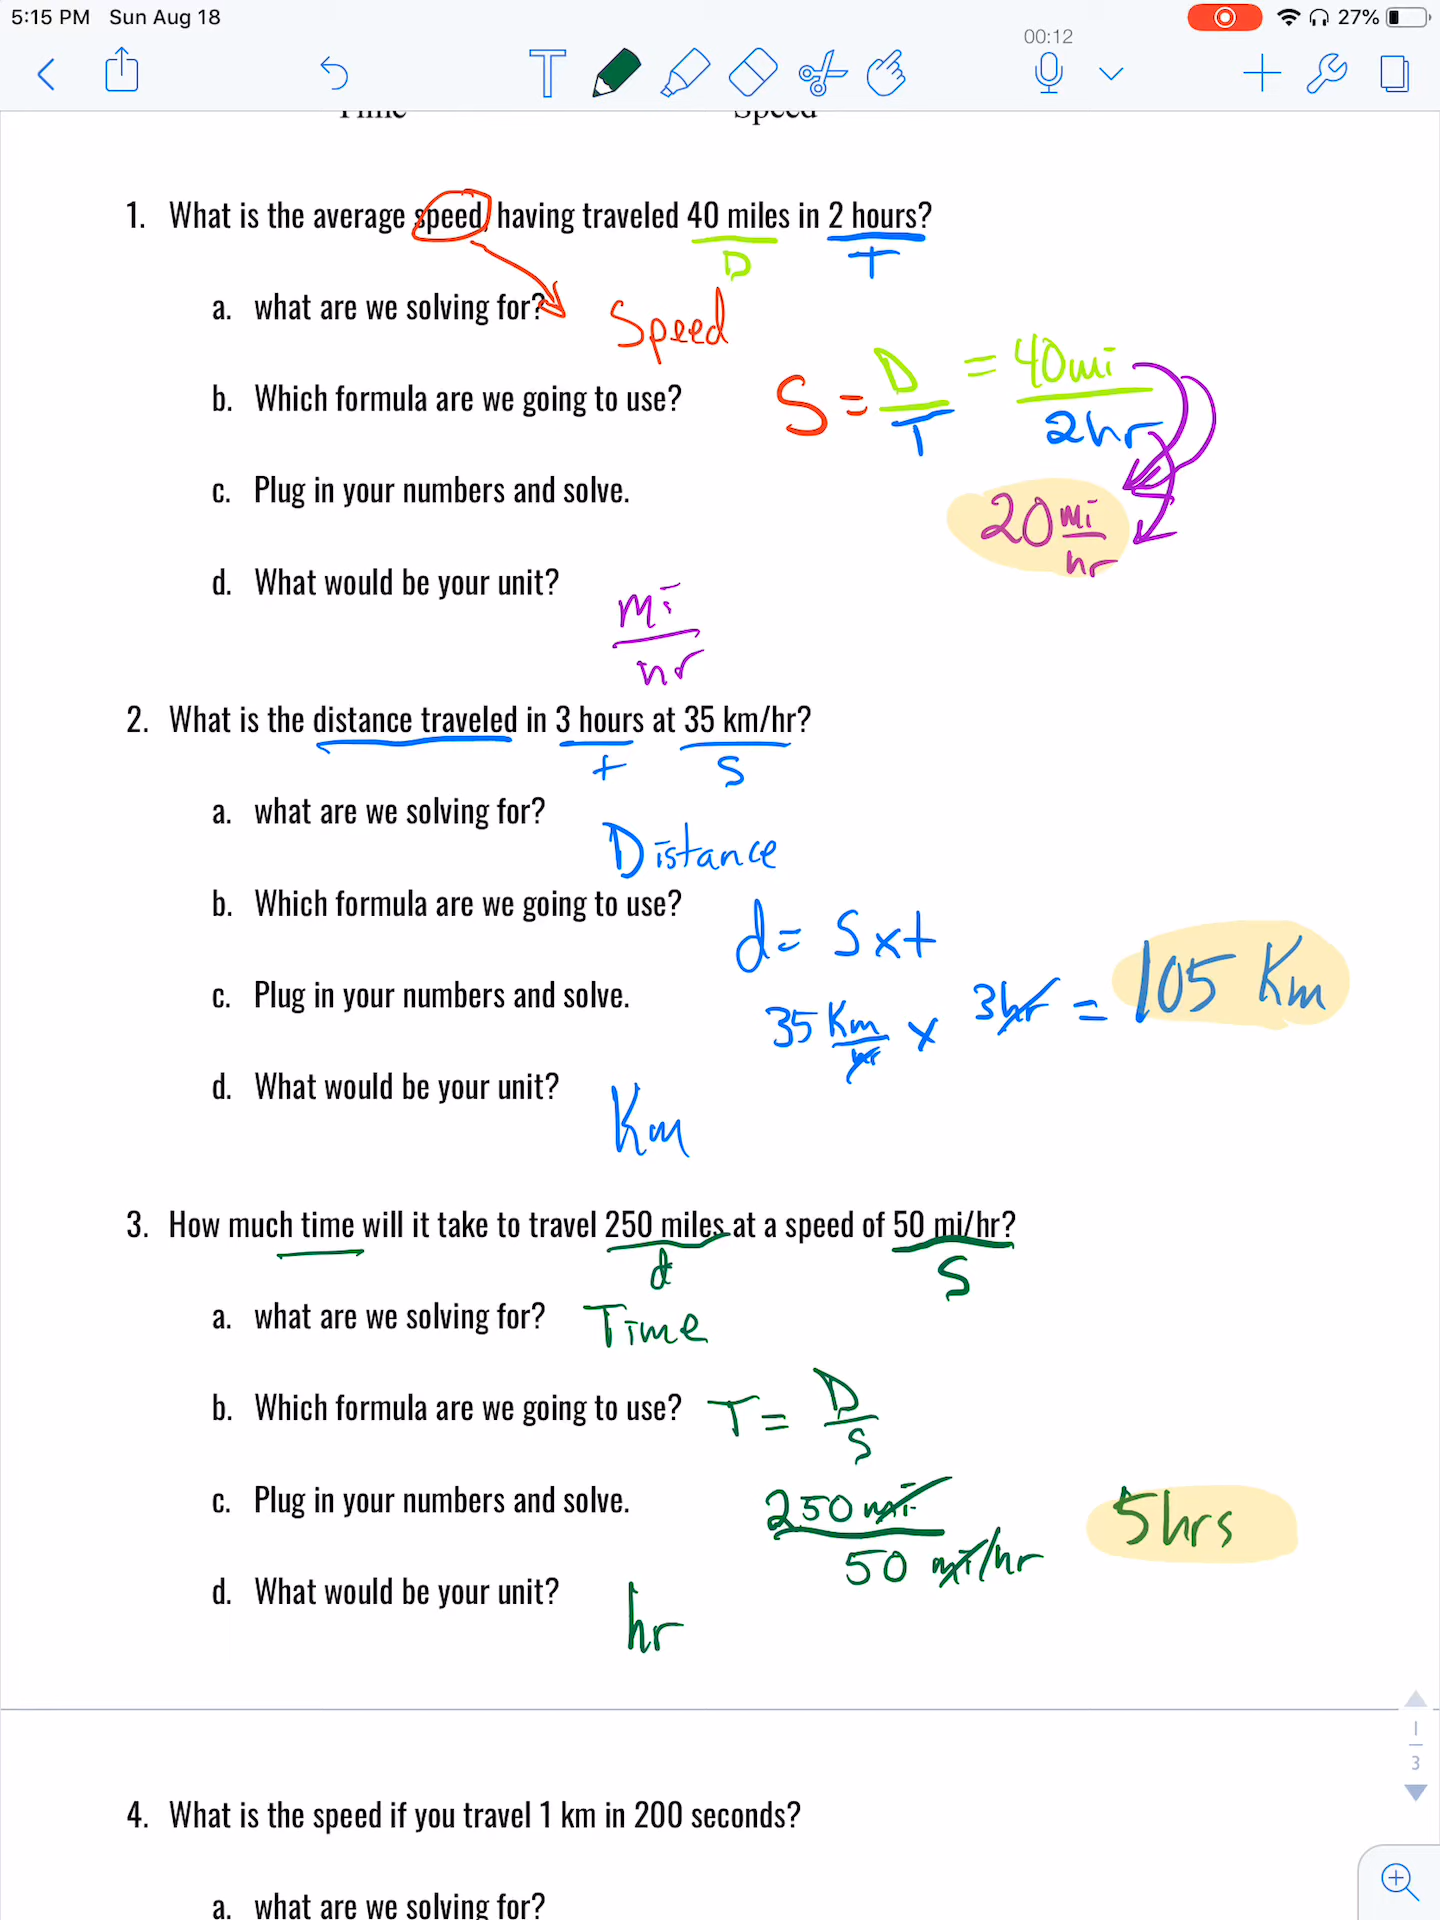 5:15 PM Sun Aug 18 27%
00:12
Time Speed
1. What is the average speed, having traveled 40 miles in 2 hours?
D T
a. what are we solving for? Speed
b. Which formula are we going to use? S = D/T = 40mi/2hr
c. Plug in your numbers and solve. 20 mi/hr
d. What would be your unit? mi/hr
2. What is the distance traveled in 3 hours at 35 km/hr?
t S
a. what are we solving for? Distance
b. Which formula are we going to use? d = S x t
c. Plug in your numbers and solve. 35 Km/hr x 3hr = 105 Km
d. What would be your unit? Km
3. How much time will it take to travel 250 miles at a speed of 50 mi/hr?
d S
a. what are we solving for? Time
b. Which formula are we going to use? T = D/S
c. Plug in your numbers and solve. 250 mi / 50 mi/hr 5hrs
d. What would be your unit? hr
1
3
4. What is the speed if you travel 1 km in 200 seconds?
a. what are we solving for?